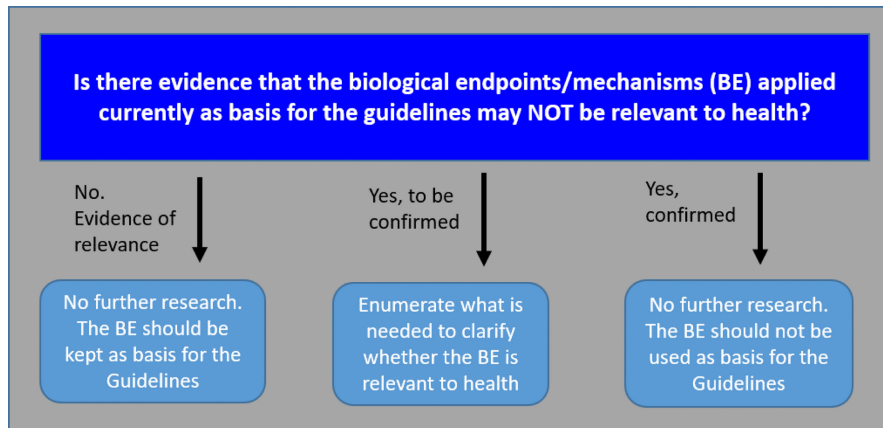 Is there evidence that the biological endpoints/mechanisms (BE) applied
currently as basis for the guidelines may NOT be relevant to health?
No.
Evidence of
relevance
Yes, to be
confirmed
Yes,
confirmed
No further research.
The BE should be
kept as basis for the
Guidelines
Enumerate what is
needed to clarify
whether the BE is
relevant to health
No further research.
The BE should not be
used as basis for the
Guidelines